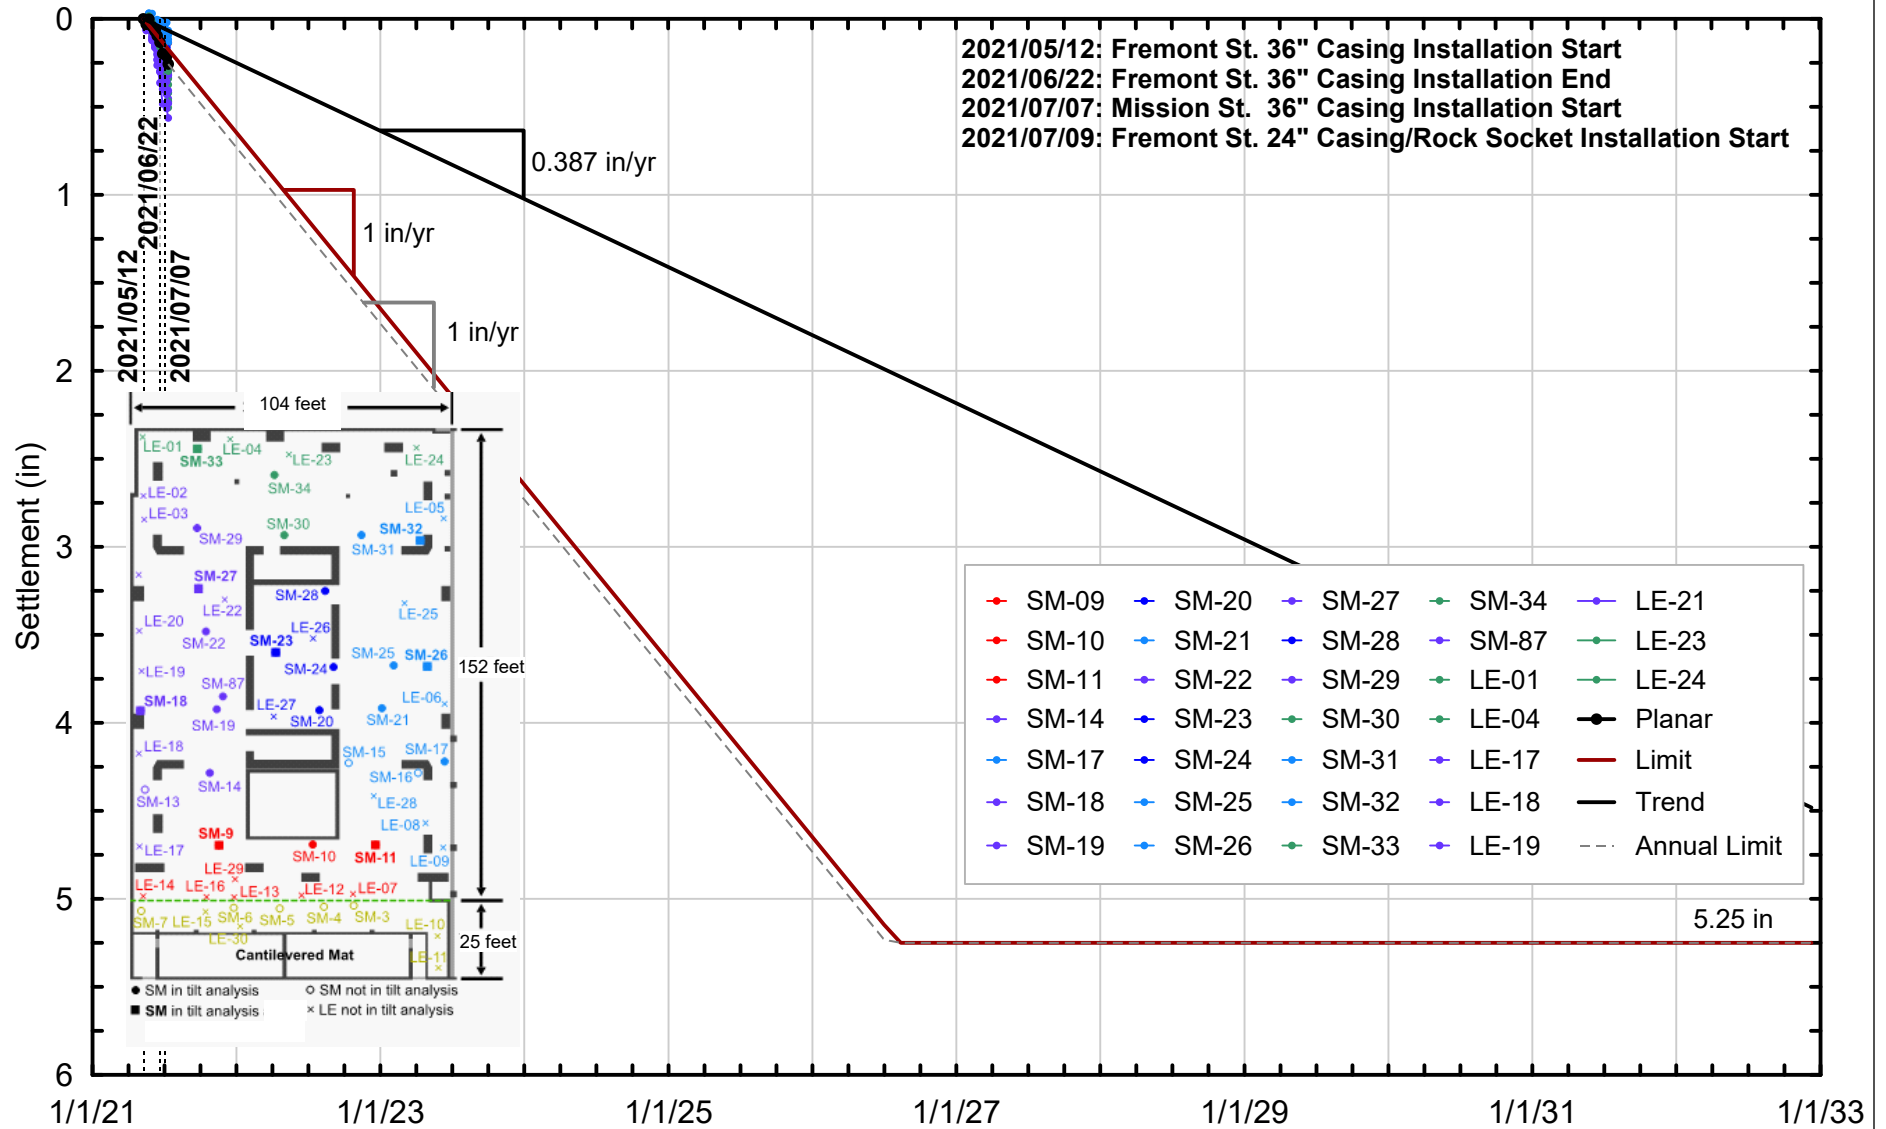 0
1
2
3
4
5
6
Settlement (in)
1/1/21
1/1/23
1/1/25
1/1/27
1/1/29
1/1/31
1/1/33
2021/05/12: Fremont St. 36" Casing Installation Start
2021/06/22: Fremont St. 36" Casing Installation End
2021/07/07: Mission St. 36" Casing Installation Start
2021/07/09: Fremont St. 24" Casing/Rock Socket Installation Start
2021/05/12
2021/06/22
2021/07/07
0.387 in/yr
1 in/yr
1 in/yr
5.25 in
104 feet
152 feet
25 feet
LE-01
SM-33
LE-04
LE-23
LE-24
SM-34
LE-02
LE-03
LE-05
SM-29
SM-30
SM-32
SM-31
SM-27
SM-28
LE-22
LE-25
LE-20
SM-22
LE-26
SM-23
SM-24
SM-25
SM-26
LE-19
SM-87
SM-18
SM-19
LE-27
SM-20
SM-21
LE-06
LE-18
SM-15
SM-17
SM-16
SM-14
SM-13
LE-28
LE-08
SM-9
SM-10
SM-11
LE-17
LE-09
LE-29
LE-14
LE-16
LE-13
LE-12
LE-07
SM-7
LE-15
SM-6
SM-5
SM-4
SM-3
LE-10
LE-30
LE-11
Cantilevered Mat
SM in tilt analysis
SM not in tilt analysis
SM in tilt analysis
LE not in tilt analysis
SM-09 SM-20 SM-27 SM-34 LE-21
SM-10 SM-21 SM-28 SM-87 LE-23
SM-11 SM-22 SM-29 LE-01 LE-24
SM-14 SM-23 SM-30 LE-04 Planar
SM-17 SM-24 SM-31 LE-17 Limit
SM-18 SM-25 SM-32 LE-18 Trend
SM-19 SM-26 SM-33 LE-19 Annual Limit